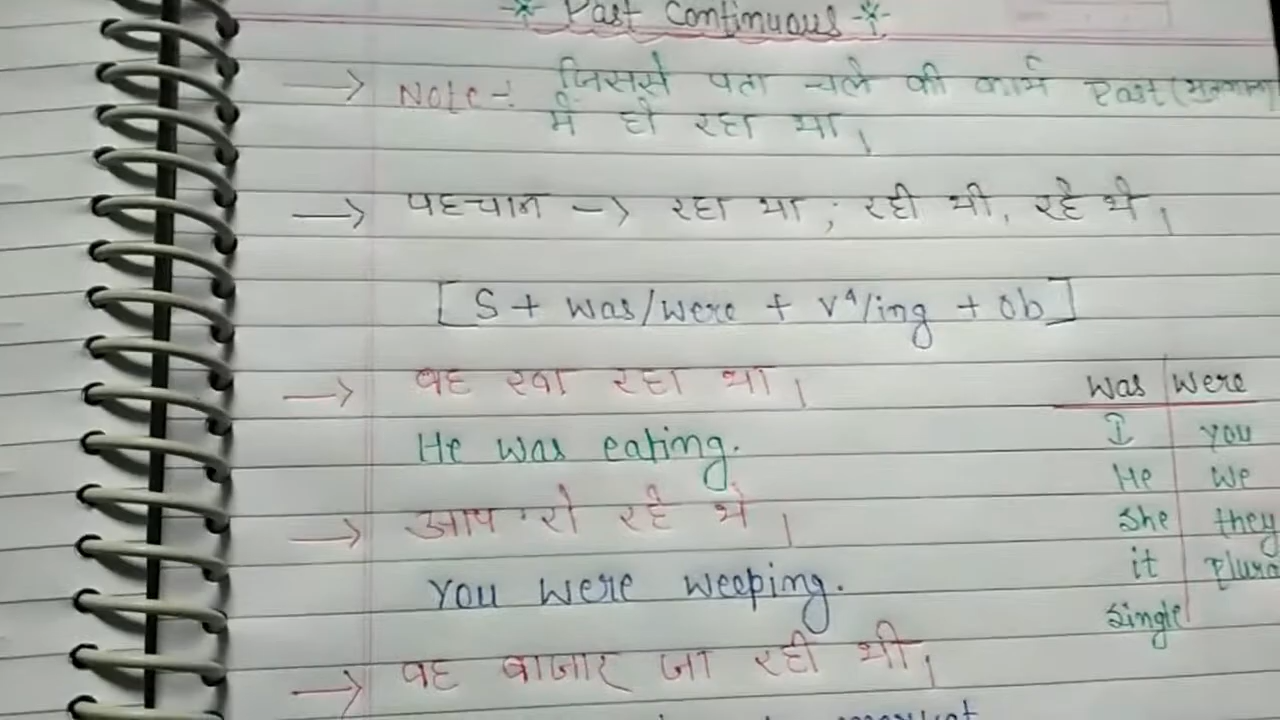 * Past Continuous *
→ Note-: जिससे पता चले की कार्य Past (भुतकाल)
में हो रहा था।
→ पहचान -> रहा था, रही थी, रहे थे।
[S + was/were + v⁴/ing + ob]
→ वह खा रहा था।
He was eating.
→ आप रो रहे थे।
You were weeping.
→ वह बाजार जा रही थी।
was | were
I | you
He | we
she | they
it | plura
single